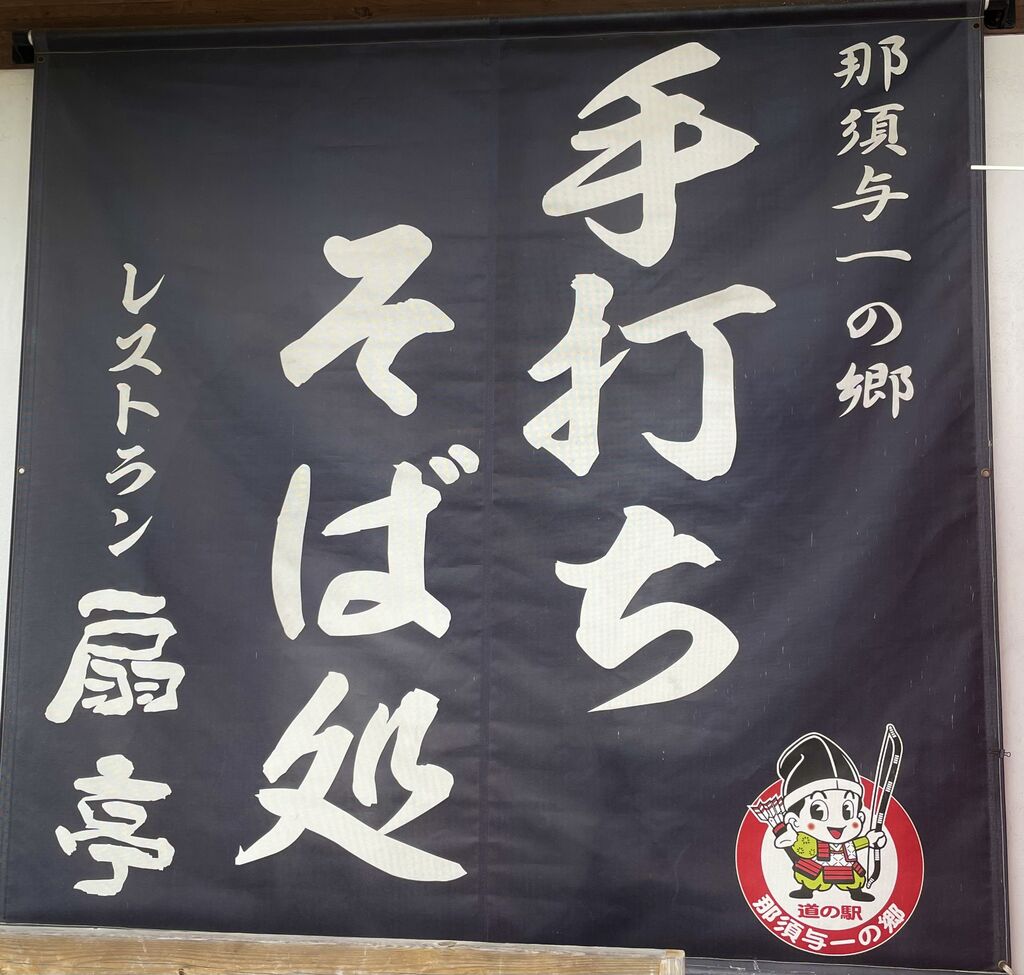 那須与一の郷
手打ち
そば処
レストラン 扇亭
道の駅
那須与一の郷